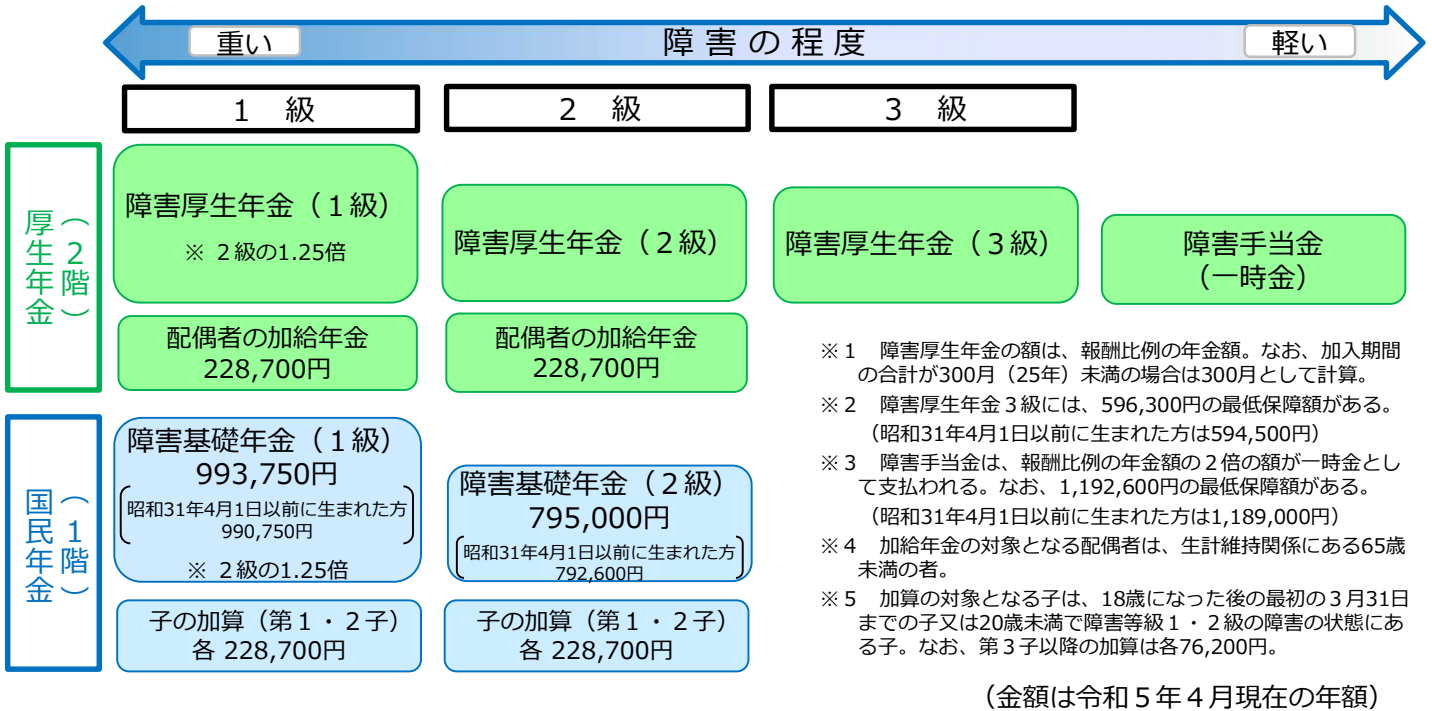 重い
障害の程度
軽い
１　級
２　級
３　級
厚生年金
（２階）
障害厚生年金（１級）
※ ２級の1.25倍
障害厚生年金（２級）
障害厚生年金（３級）
障害手当金
（一時金）
配偶者の加給年金
228,700円
配偶者の加給年金
228,700円
国民年金
（１階）
障害基礎年金（１級）
993,750円
昭和31年4月1日以前に生まれた方
990,750円
※ ２級の1.25倍
障害基礎年金（２級）
795,000円
昭和31年4月1日以前に生まれた方
792,600円
子の加算（第１・２子）
各 228,700円
子の加算（第１・２子）
各 228,700円
※１　障害厚生年金の額は、報酬比例の年金額。なお、加入期間
の合計が300月（25年）未満の場合は300月として計算。
※２　障害厚生年金３級には、596,300円の最低保障額がある。
（昭和31年4月1日以前に生まれた方は594,500円）
※３　障害手当金は、報酬比例の年金額の２倍の額が一時金とし
て支払われる。なお、1,192,600円の最低保障額がある。
（昭和31年4月1日以前に生まれた方は1,189,000円）
※４　加給年金の対象となる配偶者は、生計維持関係にある65歳
未満の者。
※５　加算の対象となる子は、18歳になった後の最初の３月31日
までの子又は20歳未満で障害等級１・２級の障害の状態にあ
る子。なお、第３子以降の加算は各76,200円。
（金額は令和５年４月現在の年額）